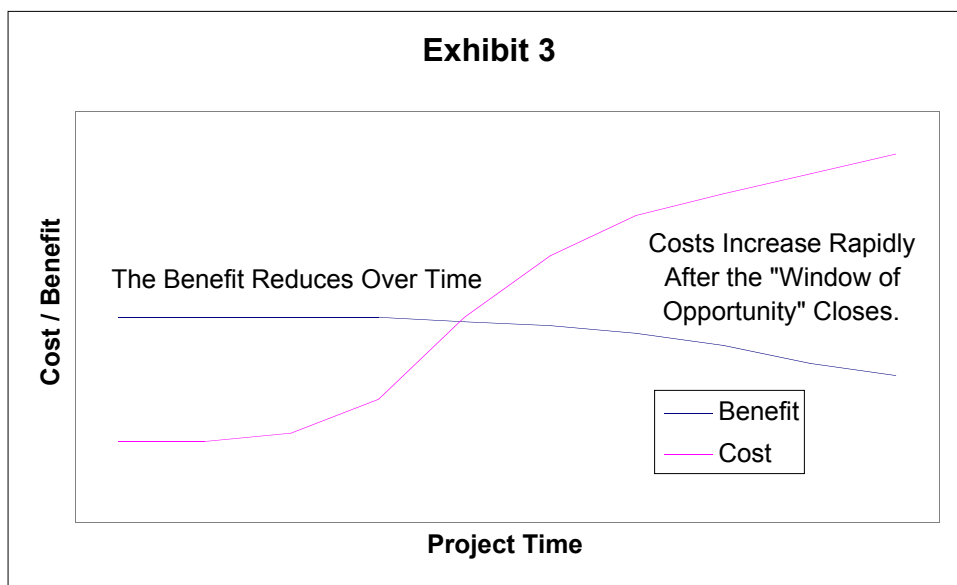 Exhibit 3
Cost / Benefit
The Benefit Reduces Over Time
Costs Increase Rapidly
After the "Window of
Opportunity" Closes.
Benefit
Cost
Project Time